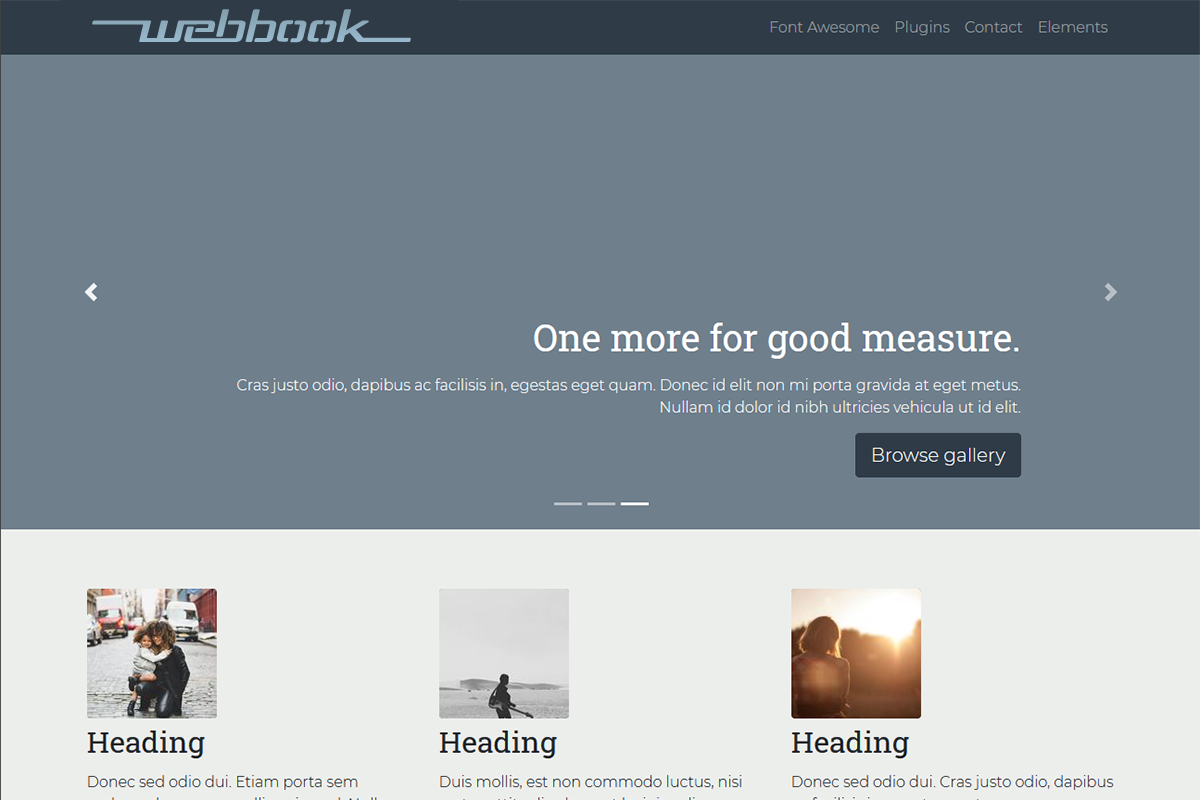 webbook
Font Awesome Plugins Contact Elements
One more for good measure.
Cras justo odio, dapibus ac facilisis in, egestas eget quam. Donec id elit non mi porta gravida at eget metus.
Nullam id dolor id nibh ultricies vehicula ut id elit.
Browse gallery
Heading
Donec sed odio dui. Etiam porta sem
Heading
Duis mollis, est non commodo luctus, nisi
Heading
Donec sed odio dui. Cras justo odio, dapibus